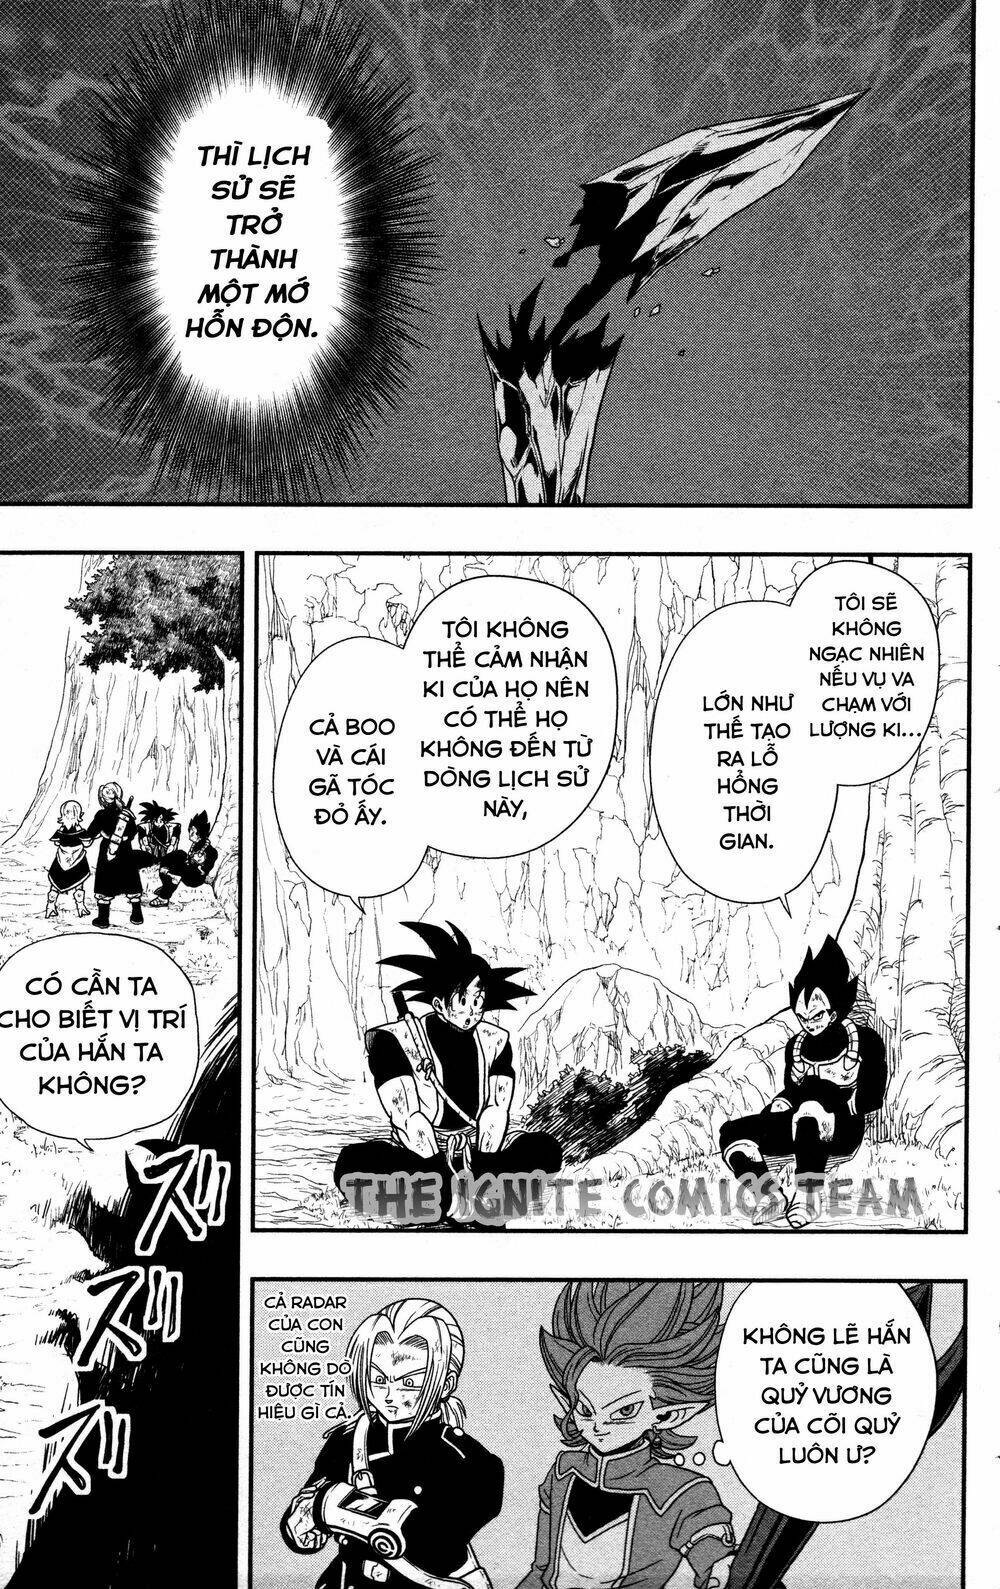 THÌ LỊCH
SỬ SẼ
TRỞ
THÀNH
MỘT MỚ
HỖN ĐỘN.
TÔI SẼ
KHÔNG
NGẠC NHIÊN
NẾU VỤ VA
CHẠM VỚI
LƯỢNG KI...
LỚN NHƯ
THẾ TẠO
RA LỖ
HỔNG
THỜI
GIAN.
TÔI KHÔNG
THỂ CẢM NHẬN
KI CỦA HỌ NÊN
CÓ THỂ HỌ
KHÔNG ĐẾN TỪ
DÒNG LỊCH SỬ
NÀY,
CẢ BOO
VÀ CÁI
GÃ TÓC
ĐỎ ẤY.
THE IGNITE COMICS TEAM
CÓ CẦN TA
CHO BIẾT VỊ TRÍ
CỦA HẮN TA
KHÔNG?
ズズズ
KHÔNG LẼ HẮN
TA CŨNG LÀ
QUỶ VƯƠNG
CỦA CÕI QUỶ
LUÔN Ư?
CẢ RADAR
CỦA CON
CŨNG
KHÔNG DÒ
ĐƯỢC TÍN
HIỆU GÌ CẢ.